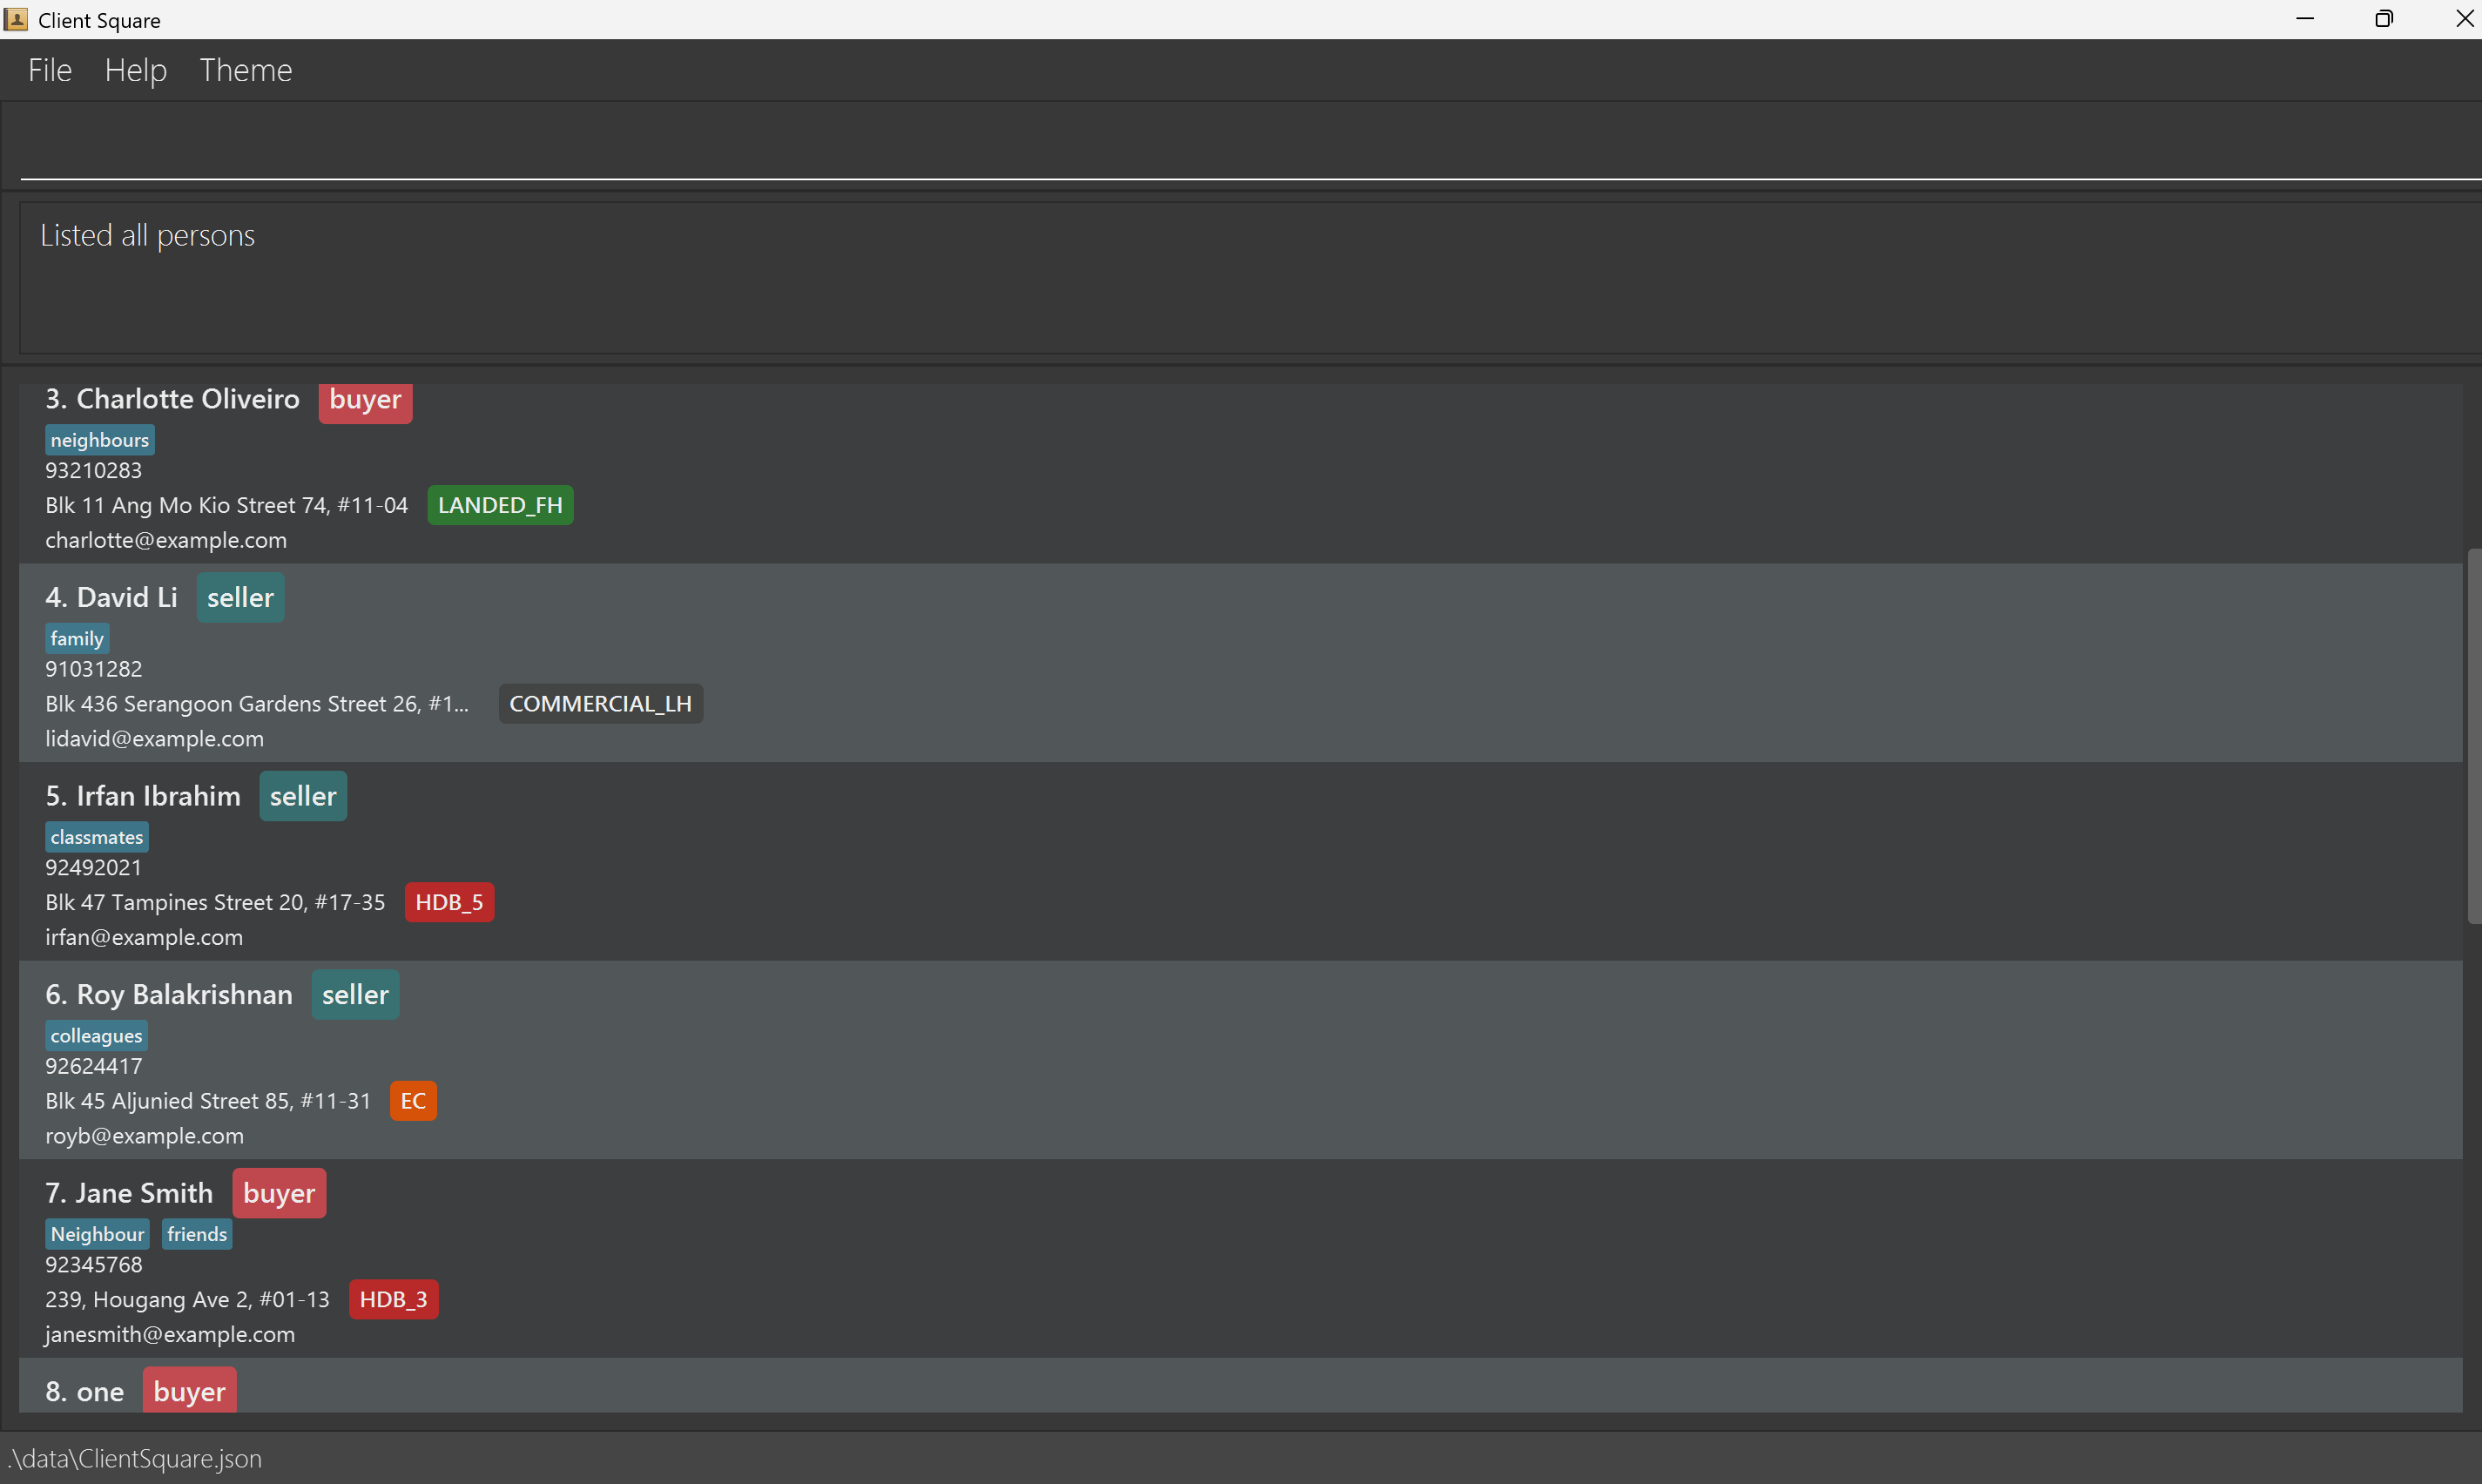 Client Square
File Help Theme
Listed all persons
3. Charlotte Oliveiro buyer
neighbours
93210283
Blk 11 Ang Mo Kio Street 74, #11-04 LANDED_FH
charlotte@example.com
4. David Li seller
family
91031282
Blk 436 Serangoon Gardens Street 26, #1... COMMERCIAL_LH
lidavid@example.com
5. Irfan Ibrahim seller
classmates
92492021
Blk 47 Tampines Street 20, #17-35 HDB_5
irfan@example.com
6. Roy Balakrishnan seller
colleagues
92624417
Blk 45 Aljunied Street 85, #11-31 EC
royb@example.com
7. Jane Smith buyer
Neighbour friends
92345768
239, Hougang Ave 2, #01-13 HDB_3
janesmith@example.com
8. one buyer
.\data\ClientSquare.json